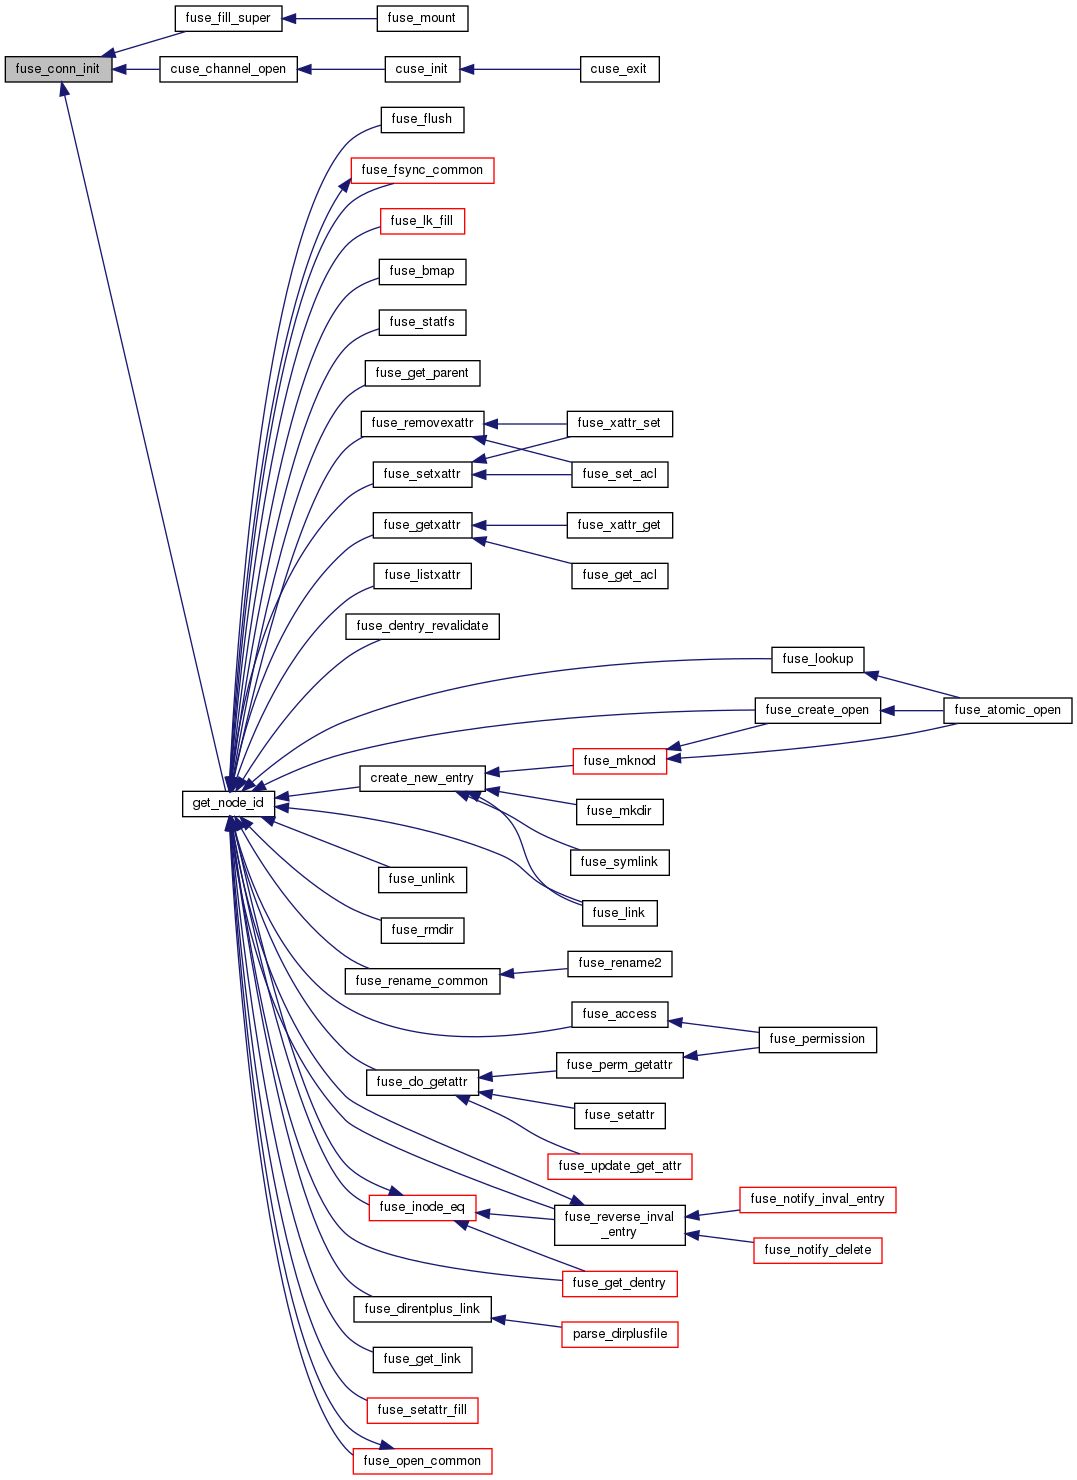 fuse_fill_super
fuse_mount
fuse_conn_init
cuse_channel_open
cuse_init
cuse_exit
fuse_flush
fuse_fsync_common
fuse_lk_fill
fuse_bmap
fuse_statfs
fuse_get_parent
fuse_removexattr
fuse_xattr_set
fuse_setxattr
fuse_set_acl
fuse_getxattr
fuse_xattr_get
fuse_listxattr
fuse_get_acl
fuse_dentry_revalidate
fuse_lookup
fuse_create_open
fuse_atomic_open
fuse_mknod
create_new_entry
get_node_id
fuse_mkdir
fuse_symlink
fuse_unlink
fuse_link
fuse_rmdir
fuse_rename2
fuse_rename_common
fuse_access
fuse_permission
fuse_perm_getattr
fuse_do_getattr
fuse_setattr
fuse_update_get_attr
fuse_notify_inval_entry
fuse_inode_eq
fuse_reverse_inval
_entry
fuse_notify_delete
fuse_get_dentry
fuse_direntplus_link
parse_dirplusfile
fuse_get_link
fuse_setattr_fill
fuse_open_common